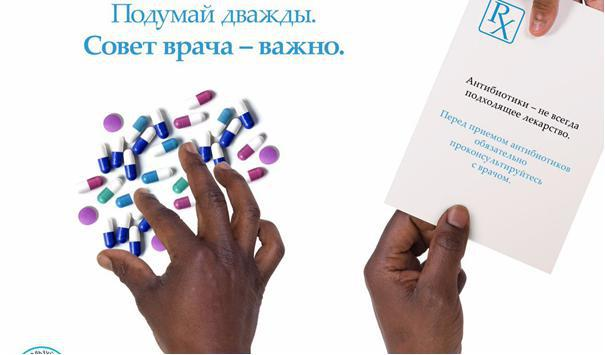 Подумай дважды.
Совет врача – важно.
RX
Антибиотики – не всегда
подходящее лекарство.
Перед приемом антибиотиков
обязательно
проконсультируйтесь
с врачом.